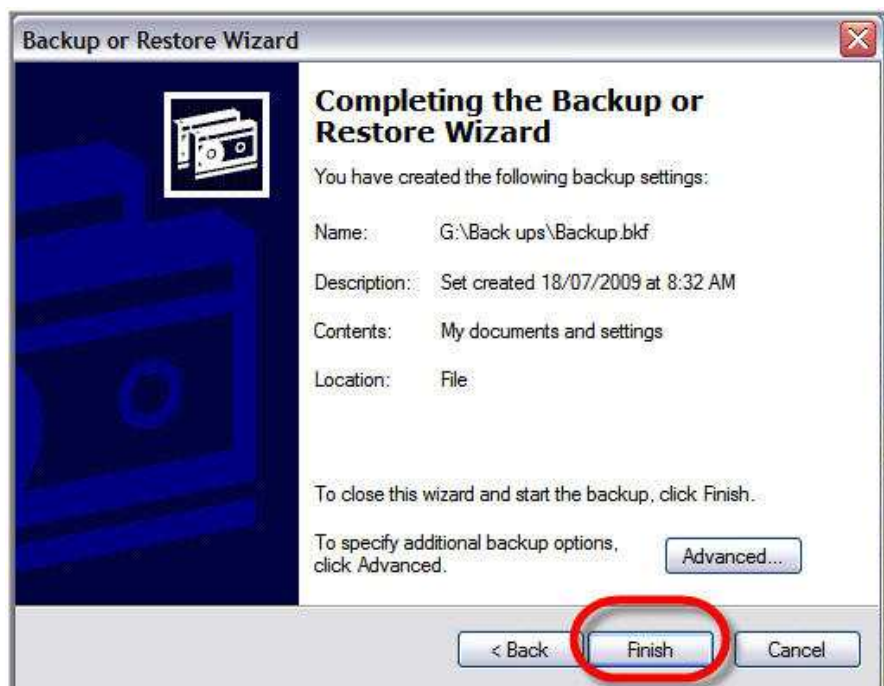 Backup or Restore Wizard
Completing the Backup or
Restore Wizard
You have created the following backup settings:
Name: G:\Back ups\Backup.bkf
Description: Set created 18/07/2009 at 8:32 AM
Contents: My documents and settings
Location: File
To close this wizard and start the backup, click Finish.
To specify additional backup options,
click Advanced.
Advanced...
< Back Finish Cancel